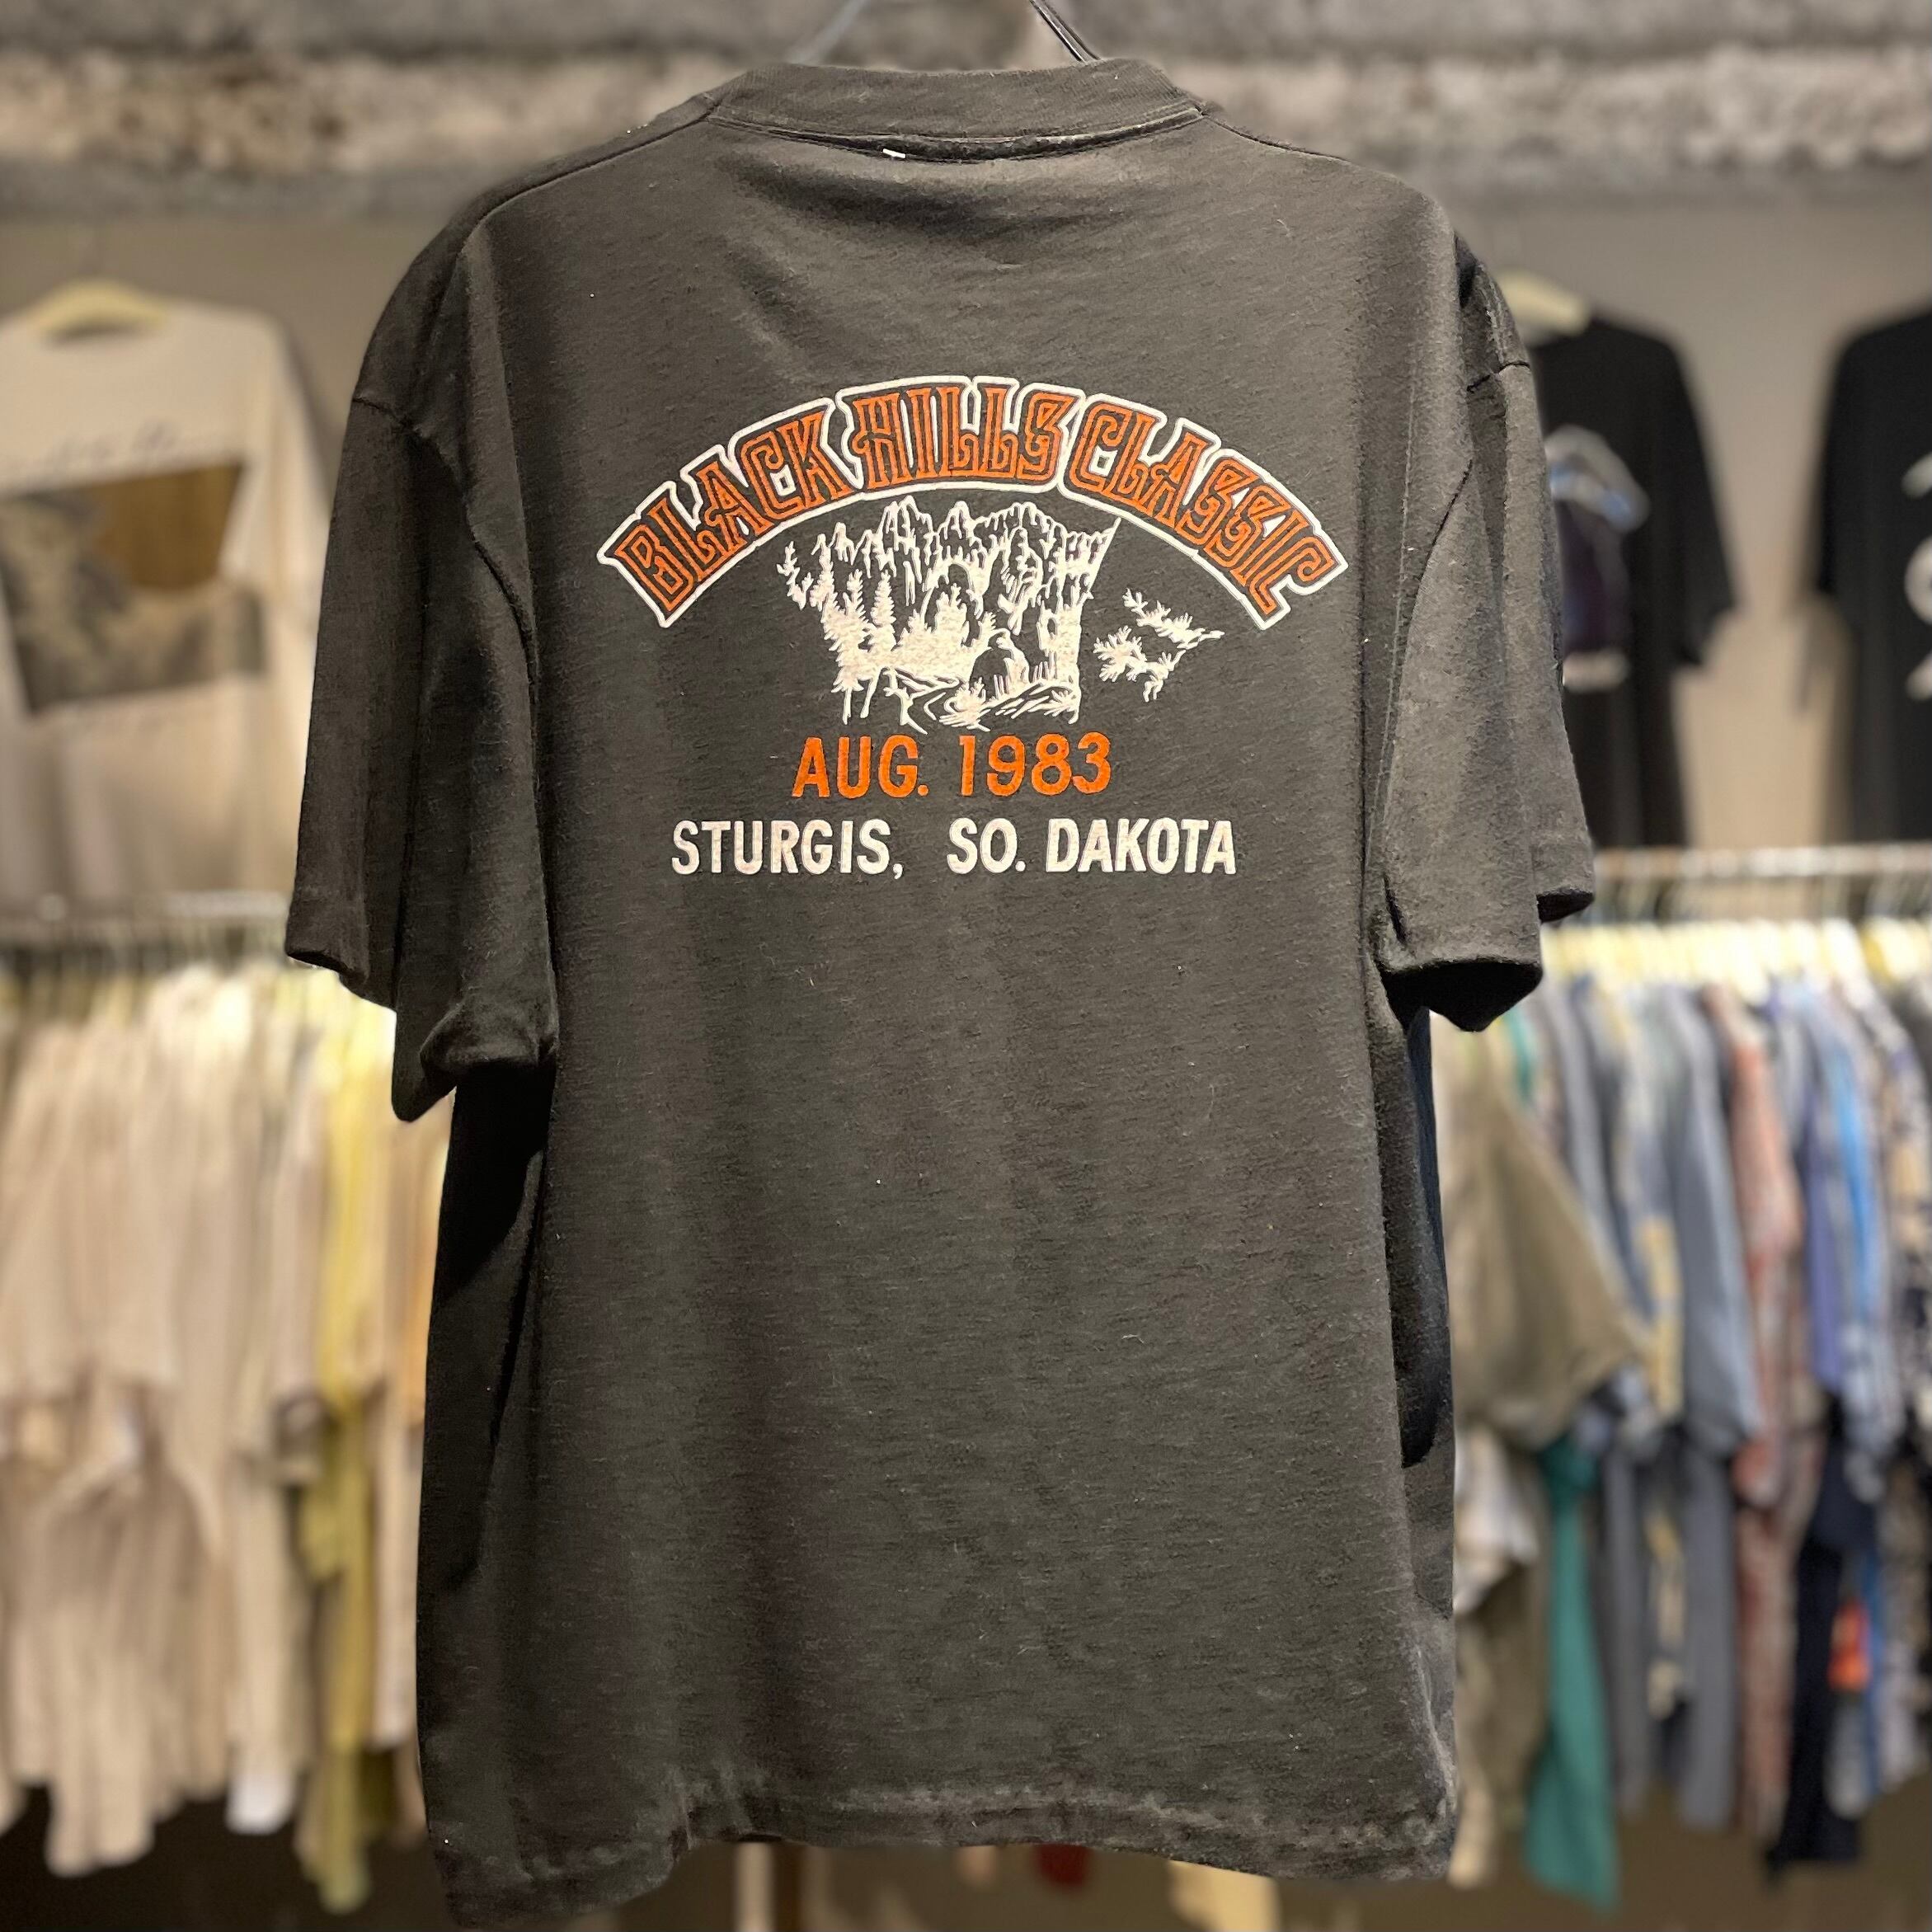 BLACK HILLS CLASSIC
AUG. 1983
STURGIS, SO. DAKOTA